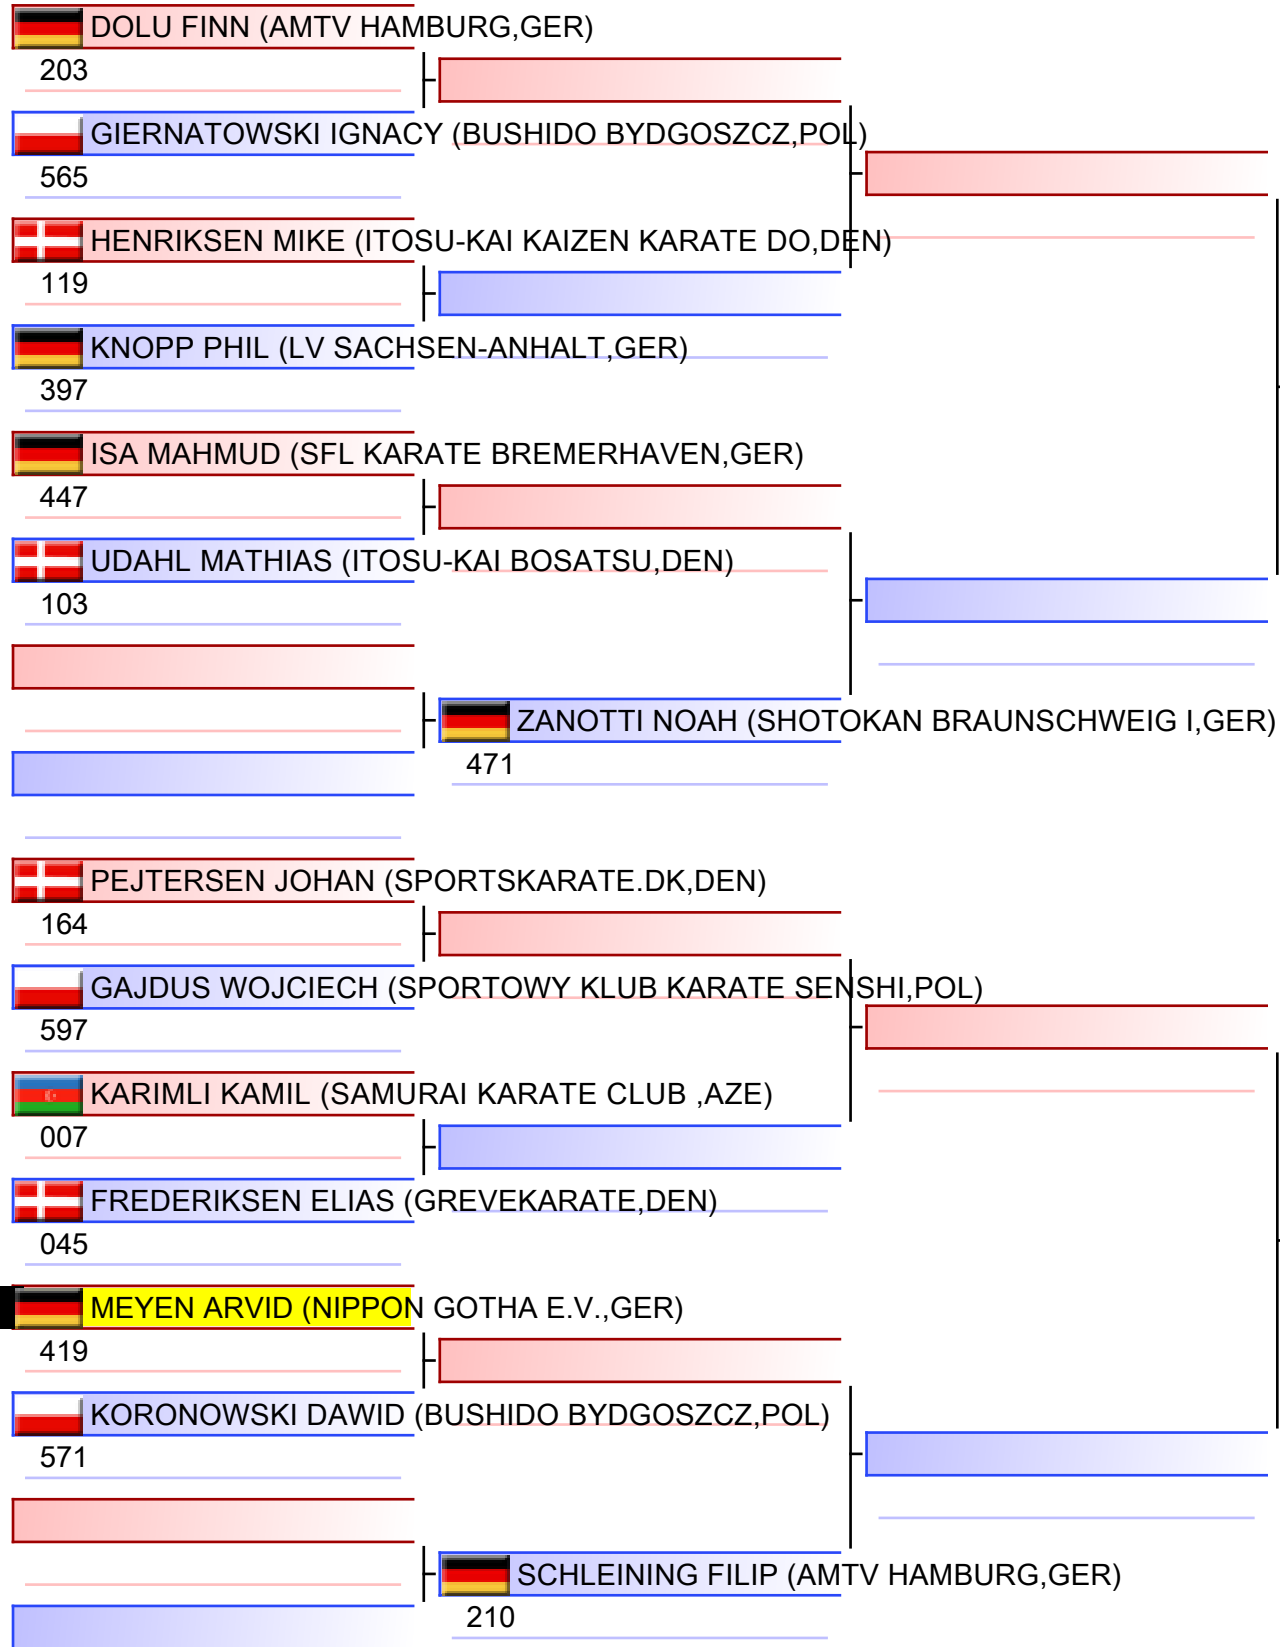 DOLU FINN (AMTV HAMBURG,GER)
203
GIERNATOWSKI IGNACY (BUSHIDO BYDGOSZCZ,POL)
565
HENRIKSEN MIKE (ITOSU-KAI KAIZEN KARATE DO,DEN)
119
KNOPP PHIL (LV SACHSEN-ANHALT,GER)
397
ISA MAHMUD (SFL KARATE BREMERHAVEN,GER)
447
UDAHL MATHIAS (ITOSU-KAI BOSATSU,DEN)
103
ZANOTTI NOAH (SHOTOKAN BRAUNSCHWEIG I,GER)
471
PEJTERSEN JOHAN (SPORTSKARATE.DK,DEN)
164
GAJDUS WOJCIECH (SPORTOWY KLUB KARATE SENSHI,POL)
597
KARIMLI KAMIL (SAMURAI KARATE CLUB ,AZE)
007
FREDERIKSEN ELIAS (GREVEKARATE,DEN)
045
MEYEN ARVID (NIPPON GOTHA E.V.,GER)
419
KORONOWSKI DAWID (BUSHIDO BYDGOSZCZ,POL)
571
SCHLEINING FILIP (AMTV HAMBURG,GER)
210